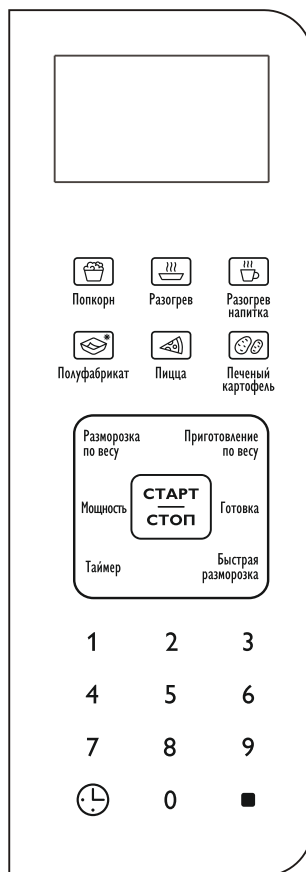 Попкорн Разогрев Разогрев
напитка
Полуфабрикат Пицца Печеный
картофель
Разморозка
по весу
Приготовление
по весу
Мощность
СТАРТ
СТОП
Готовка
Таймер
Быстрая
разморозка
1 2 3
4 5 6
7 8 9
0